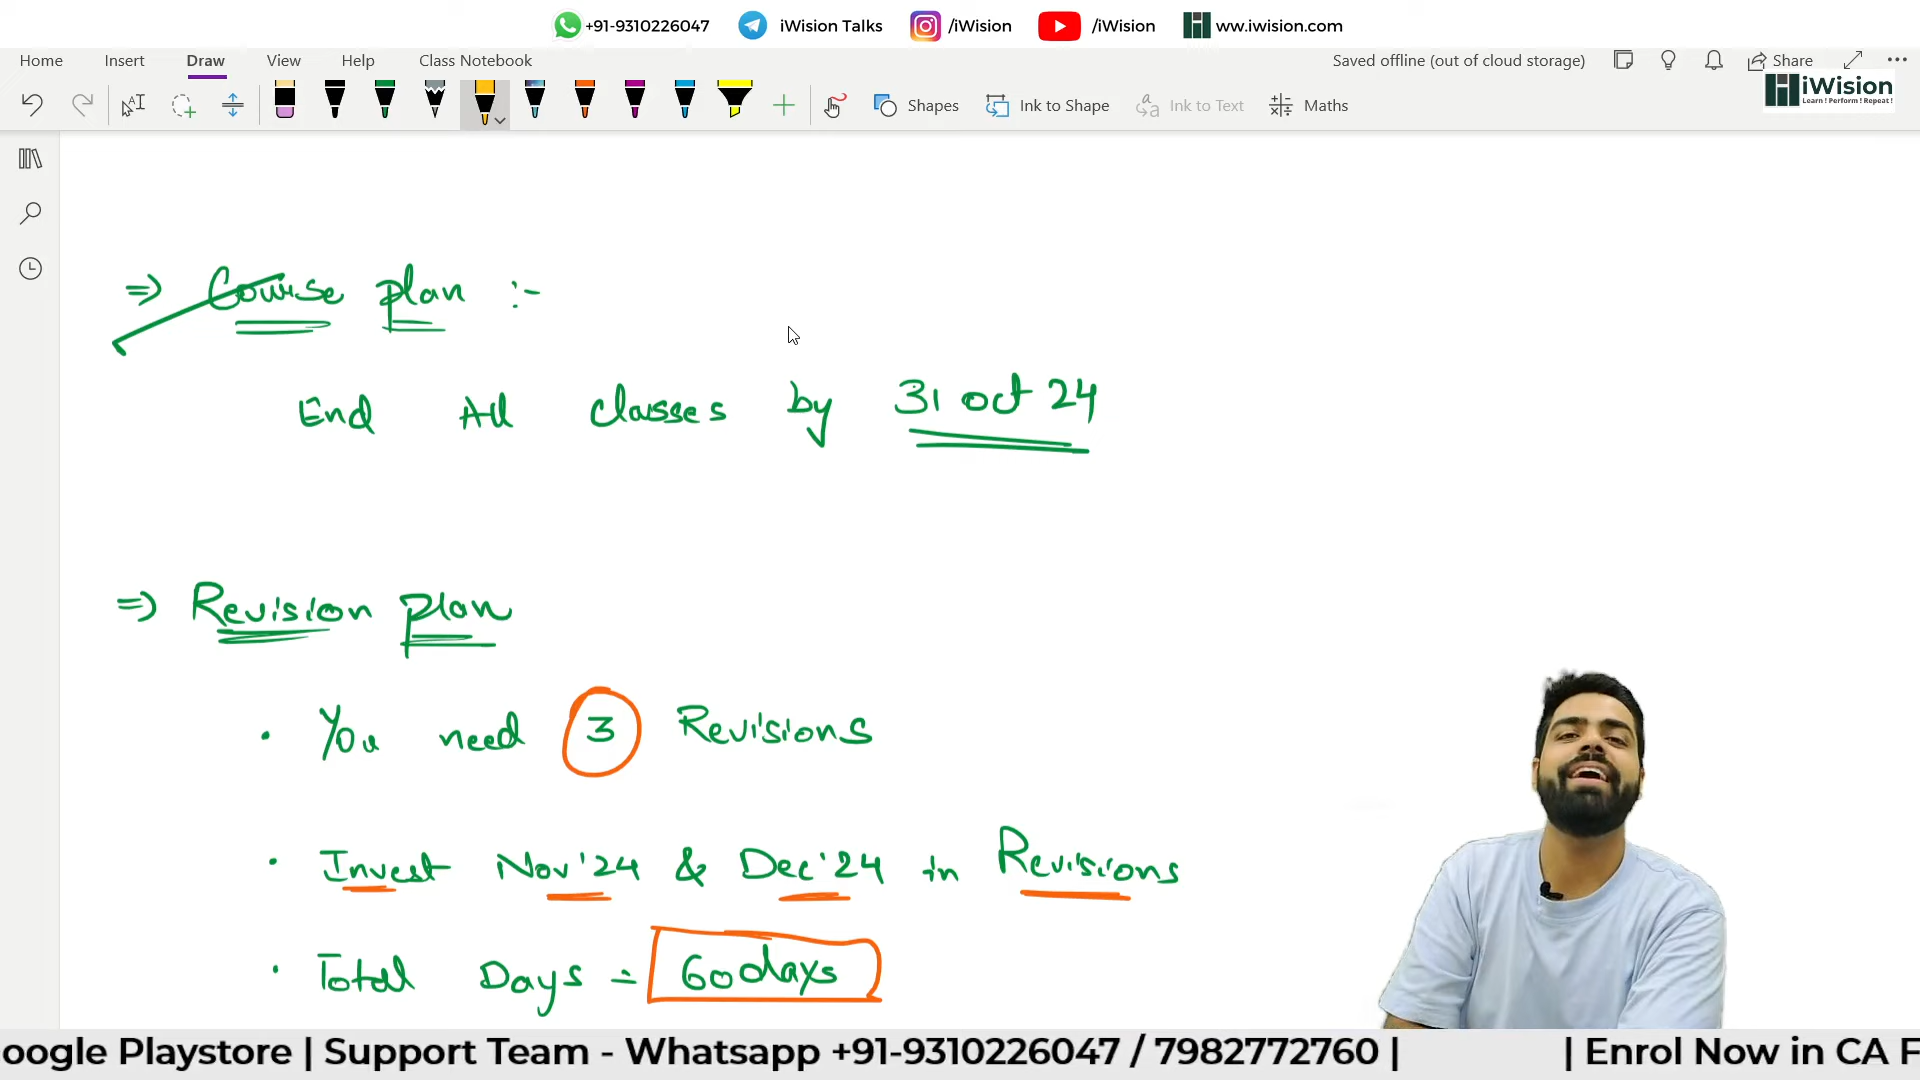 +91-9310226047 iWision Talks /iWision /iWision ww.iwision.com
Home Insert Draw View Help Class Notebook Saved offline (out of cloud storage) Share
Shapes Ink to Shape Ink to Text Maths
iWision
Learn ! Perform ! Repeat !
⇒ Course plan :-
End All classes by 31 oct 24
⇒ Revision plan
• You need 3 Revisions
• Invest Nov'24 & Dec'24 in Revisions
• Total Days = 60 days
oogle Playstore | Support Team - Whatsapp +91-9310226047 / 7982772760 | | Enrol Now in CA F